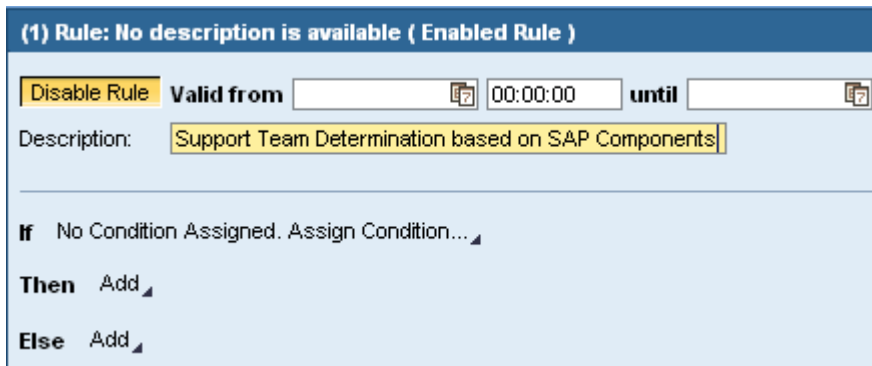 (1) Rule: No description is available ( Enabled Rule )
Disable Rule Valid from 00:00:00 until
Description: Support Team Determination based on SAP Components
If No Condition Assigned. Assign Condition...
Then Add
Else Add